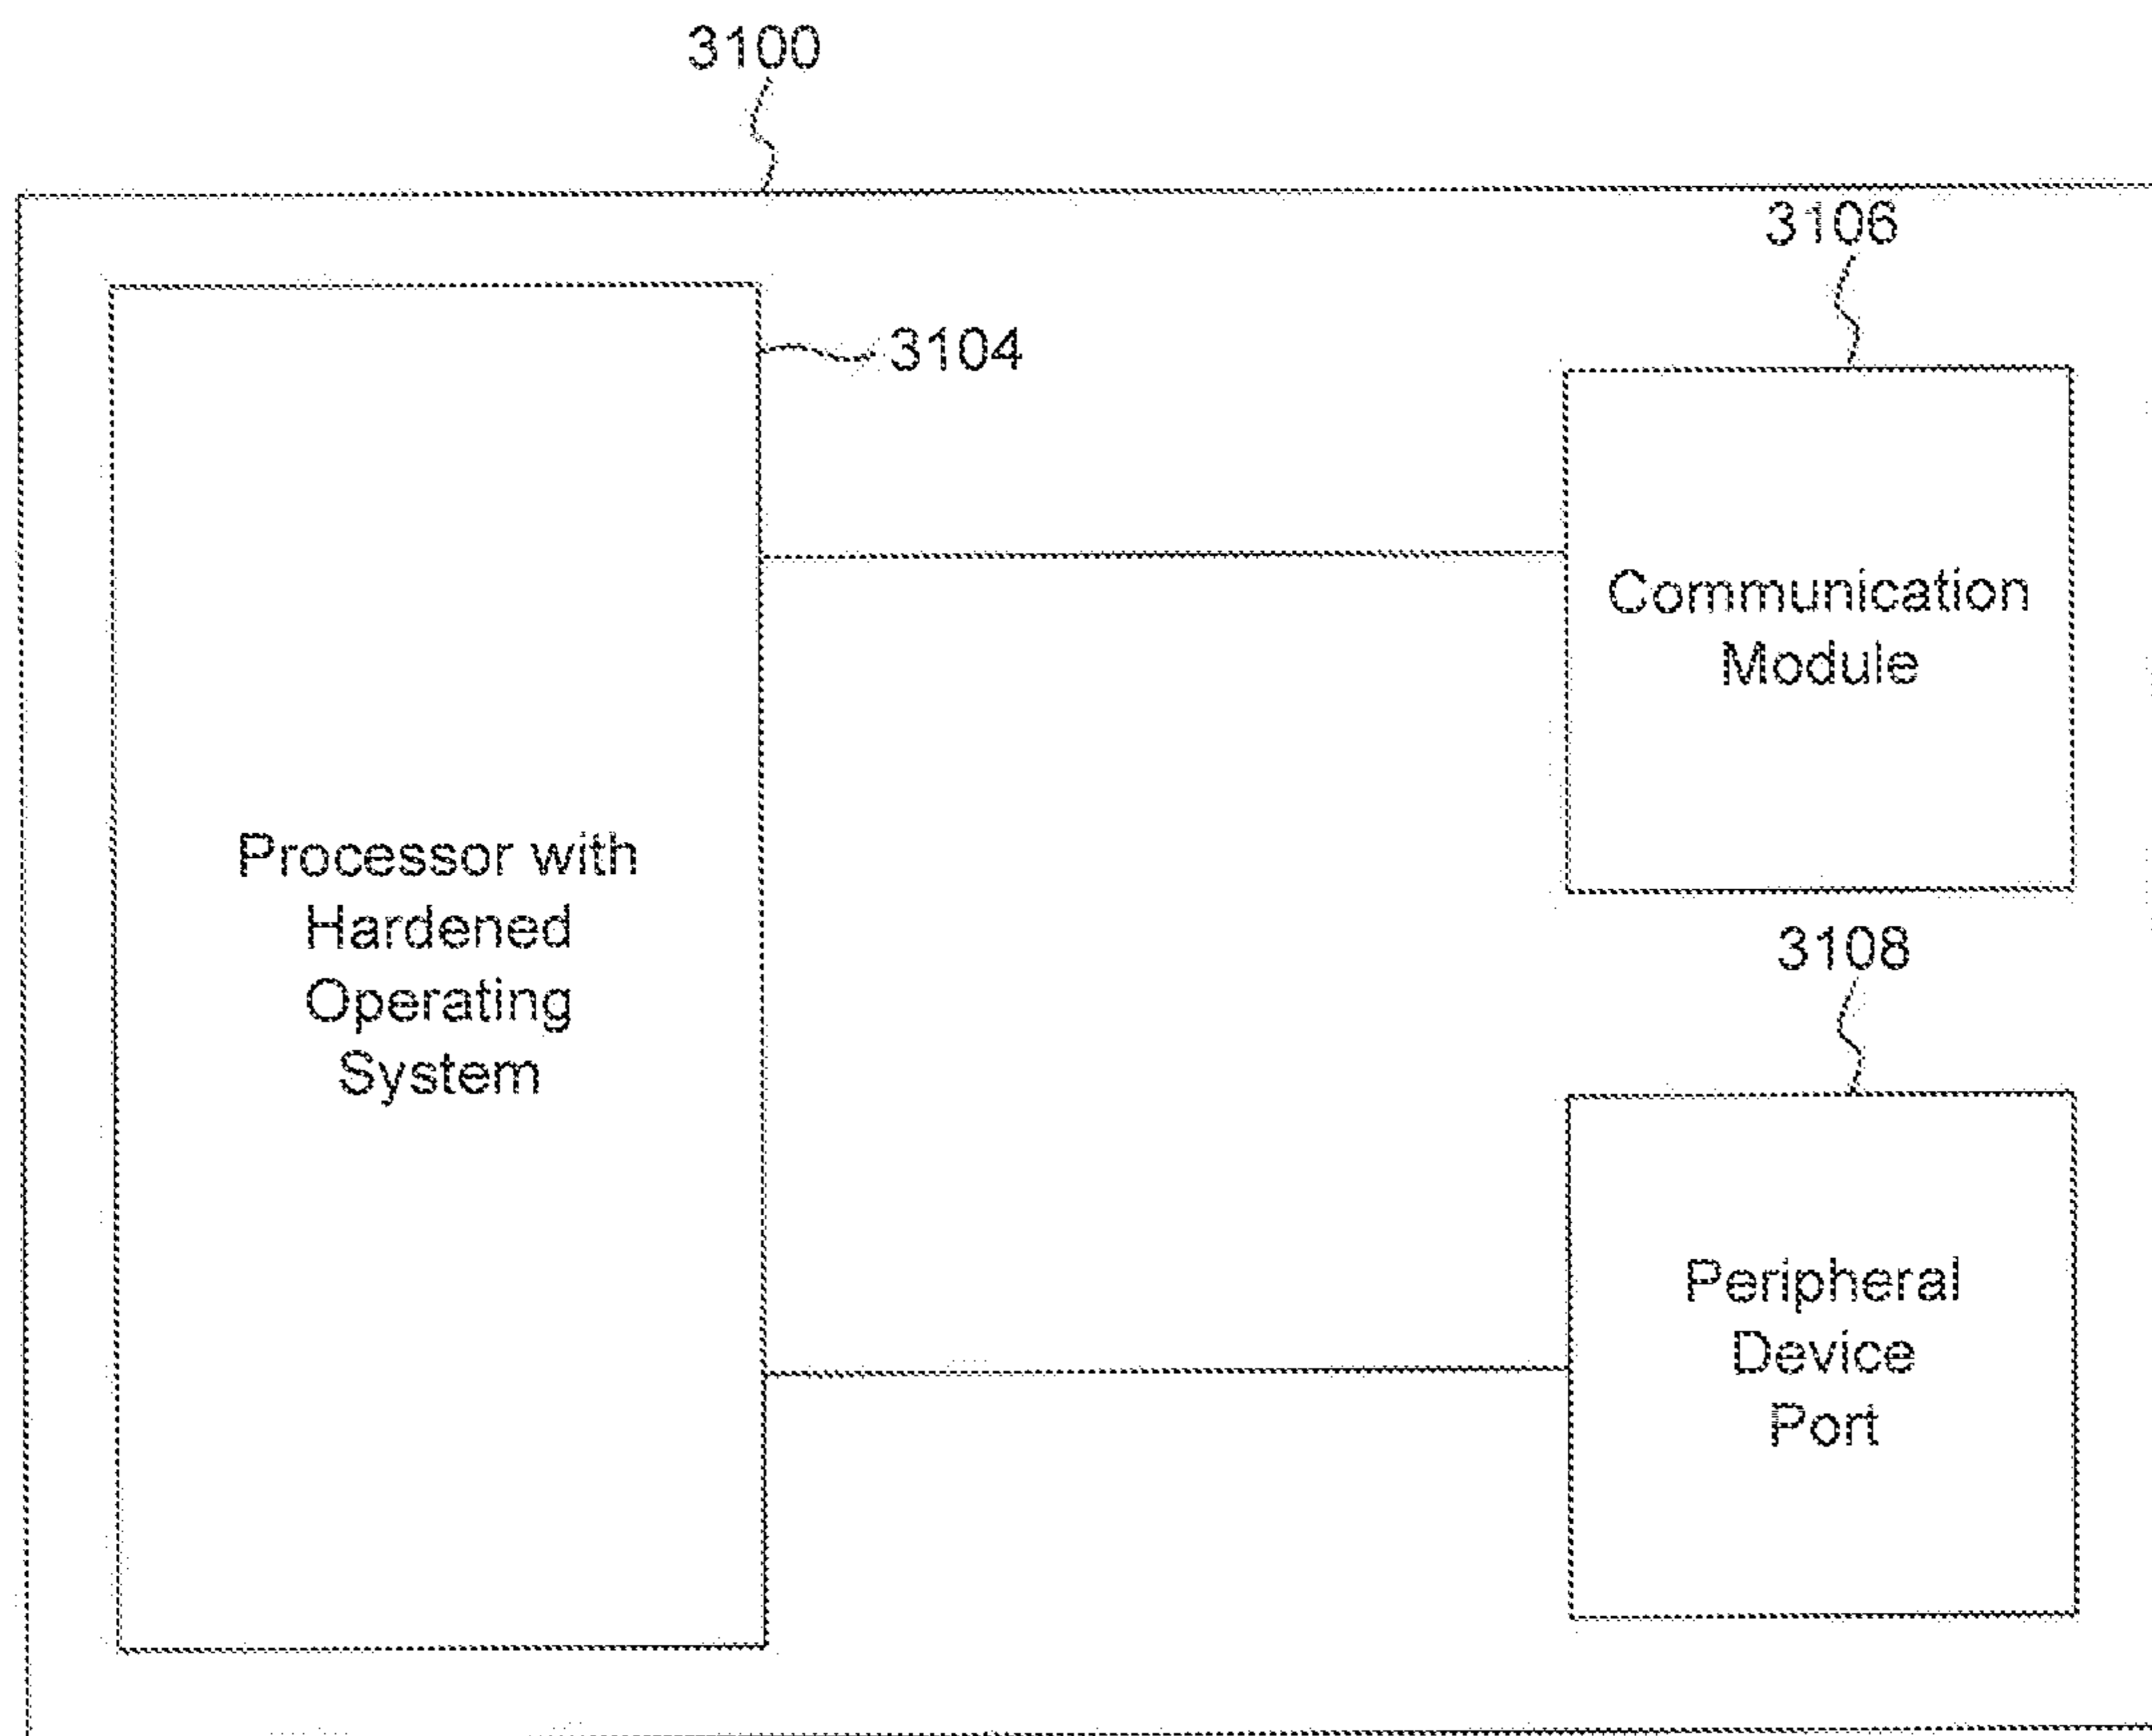 3100
3106
3104
Communication
Module
Processor with
Hardened
Operating
System
3108
Peripheral
Device
Port